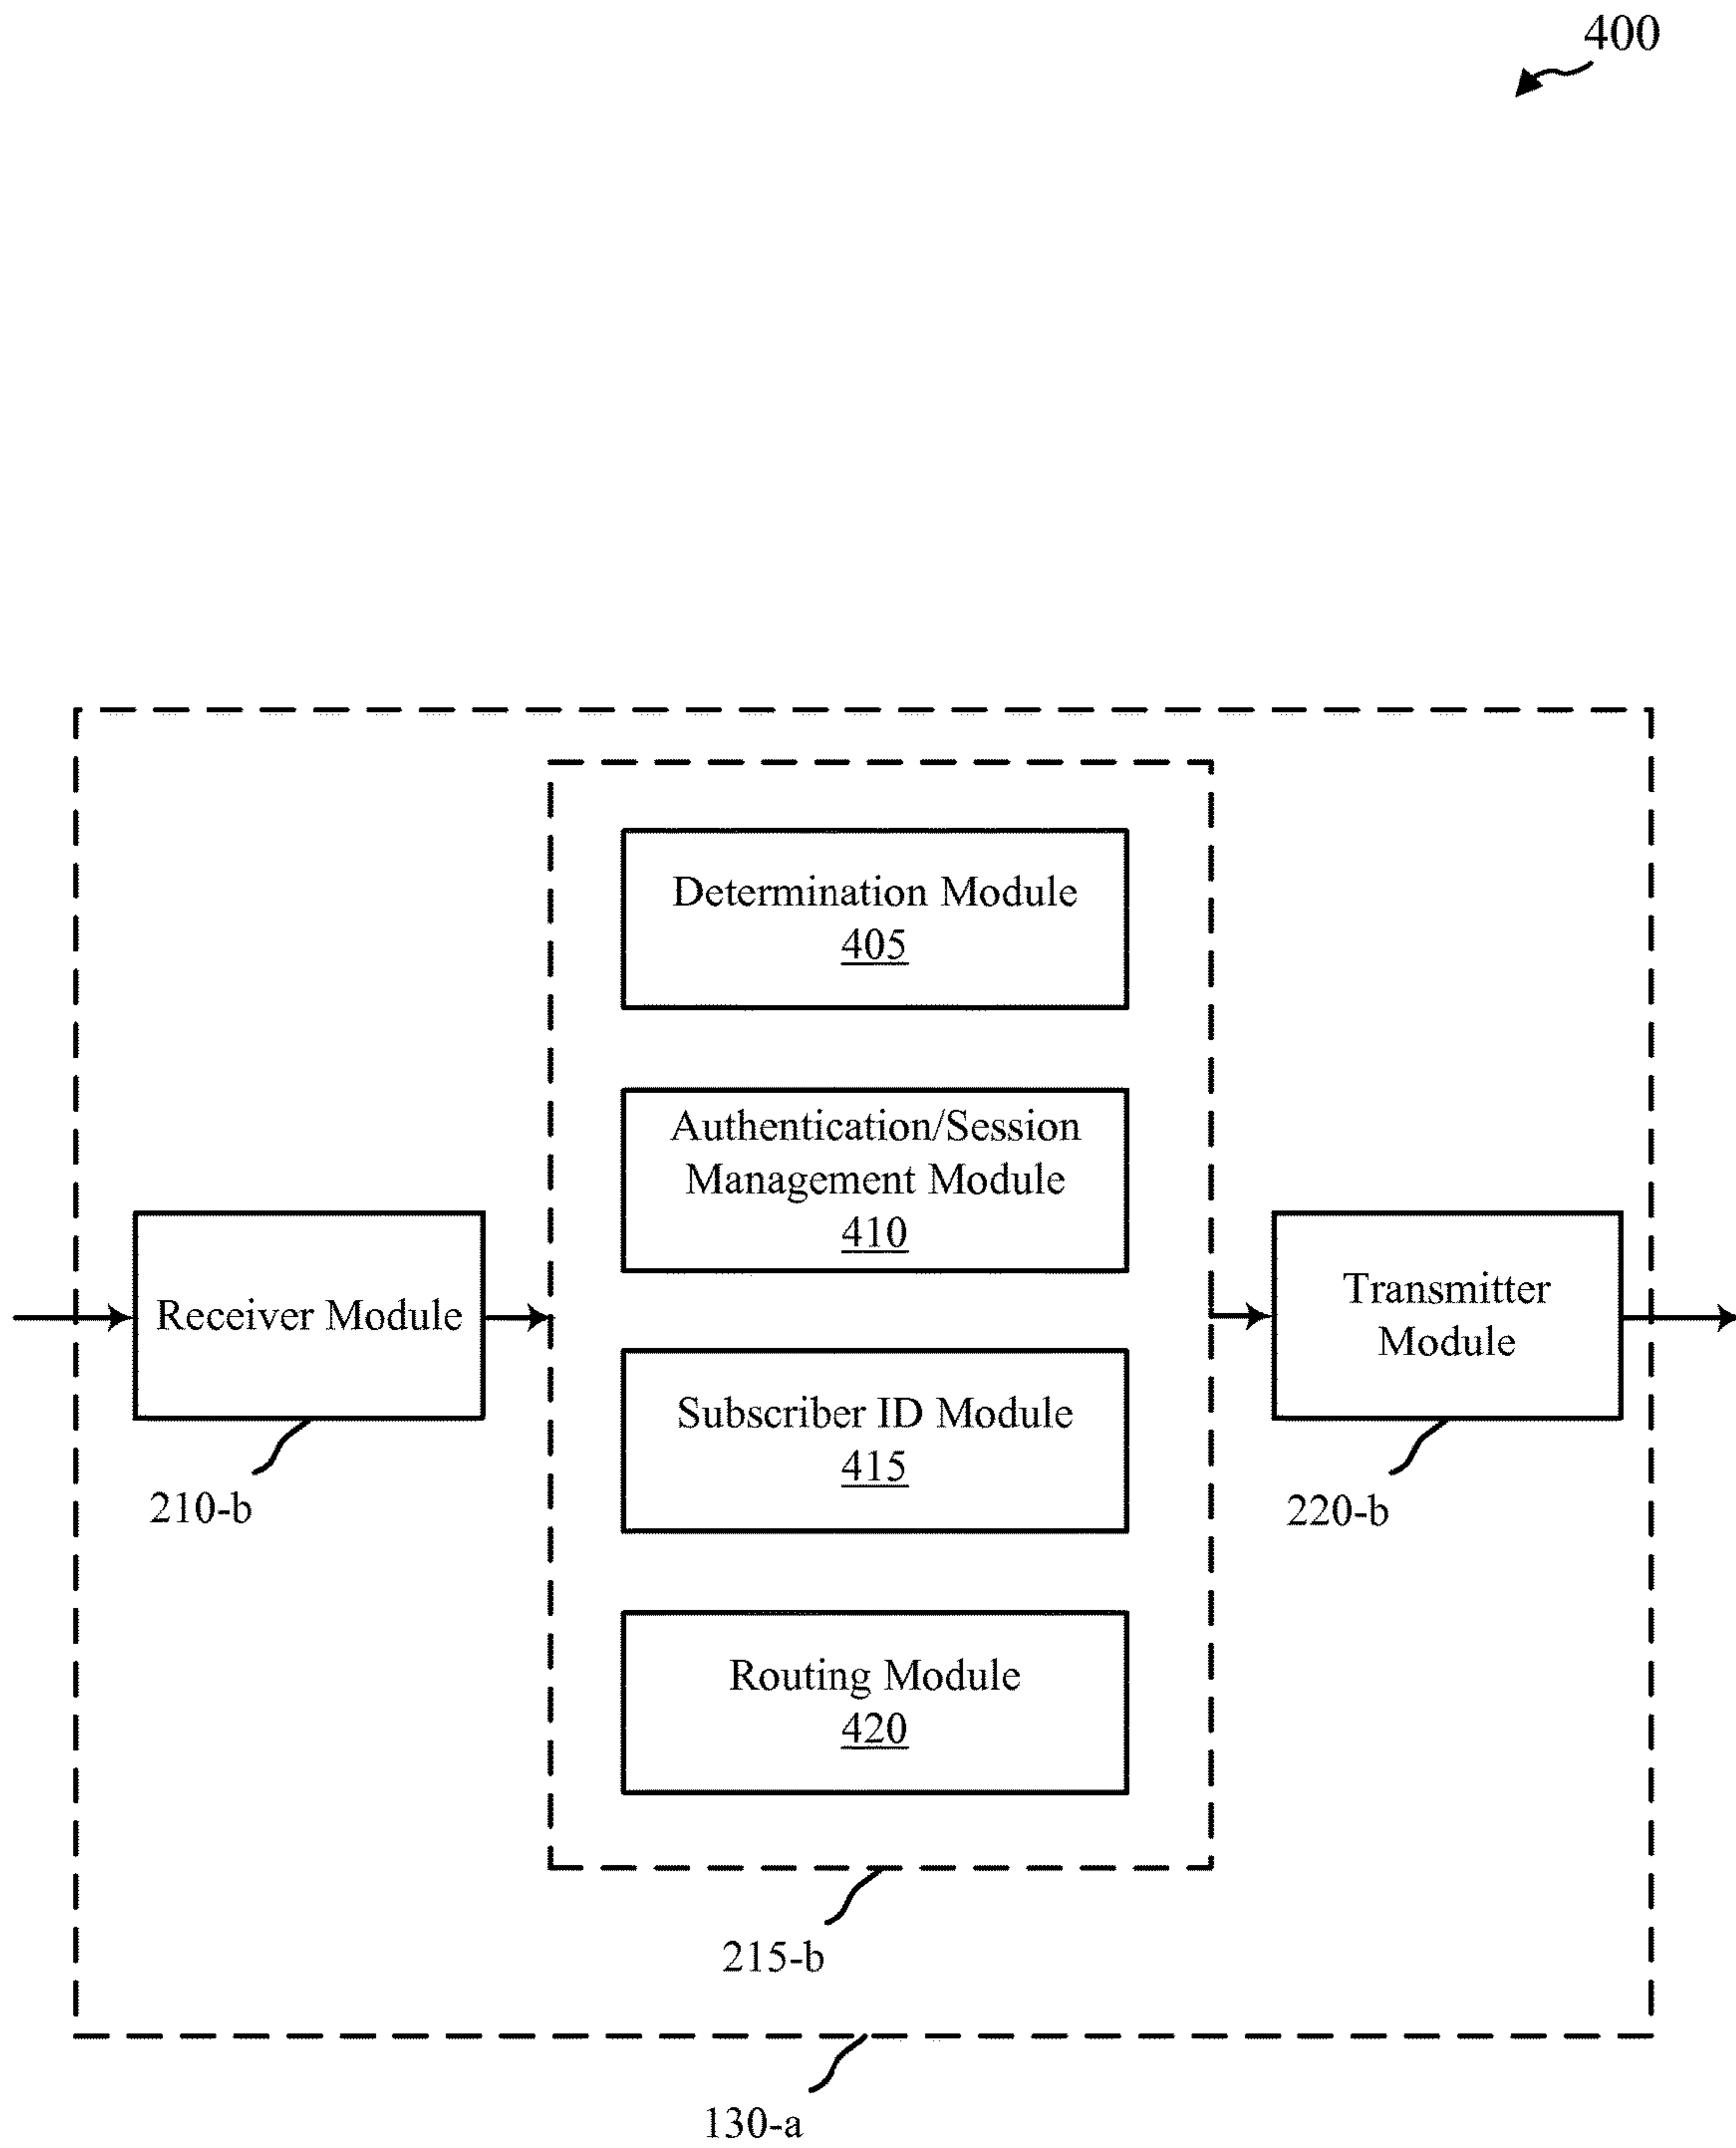 400
Determination Module
405
Authentication/Session
Management Module
410
Receiver Module
Transmitter
Module
Subscriber ID Module
415
210-b
220-b
Routing Module
420
215-b
130-a